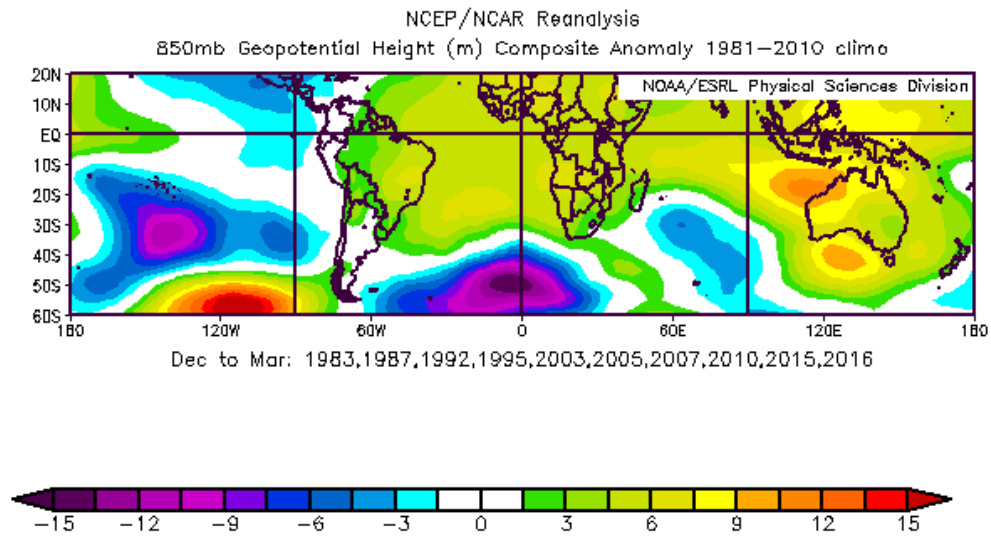 NCEP/NCAR Reanalysis
850mb Geopotential Height (m) Composite Anomaly 1981-2010 climo
NOAA/ESRL Physical Sciences Division
20N
10N
EQ
10S
20S
30S
40S
50S
60S
180 120W 60W 0 60E 120E 180
Dec to Mar: 1983,1987,1992,1995,2003,2005,2007,2010,2015,2016
-15 -12 -9 -6 -3 0 3 6 9 12 15